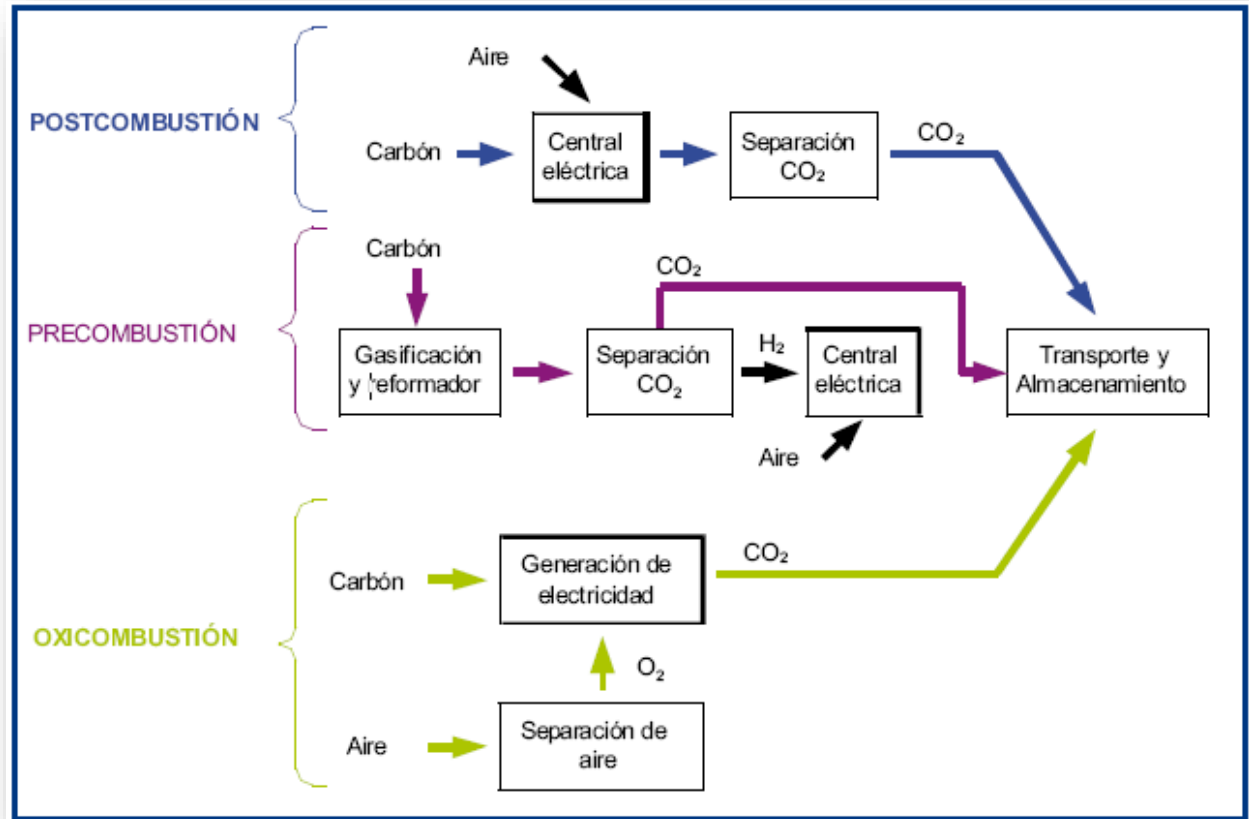 POSTCOMBUSTIÓN
Aire
Carbón
Central
eléctrica
Separación
CO₂
CO₂
PRECOMBUSTIÓN
Carbón
Gasificación
y reformador
Separación
CO₂
CO₂
H₂
Central
eléctrica
Aire
Transporte y
Almacenamiento
OXICOMBUSTIÓN
Carbón
Generación de
electricidad
CO₂
O₂
Aire
Separación de
aire